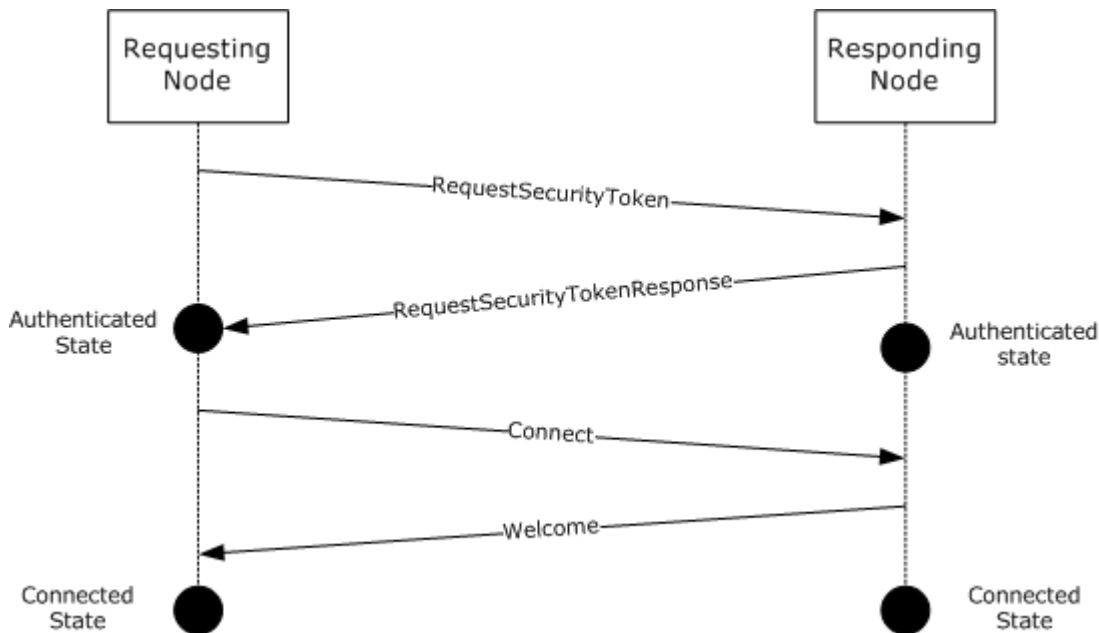 Requesting
Node
Responding
Node
RequestSecurityToken
RequestSecurityTokenResponse
Authenticated
State
Authenticated
state
Connect
Welcome
Connected
State
Connected
State